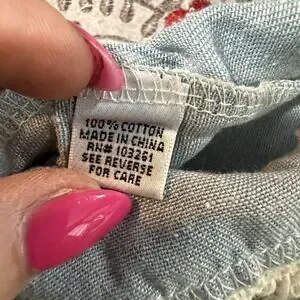 100% COTTON
MADE IN CHINA
RN# 103261
SEE REVERSE
FOR CARE